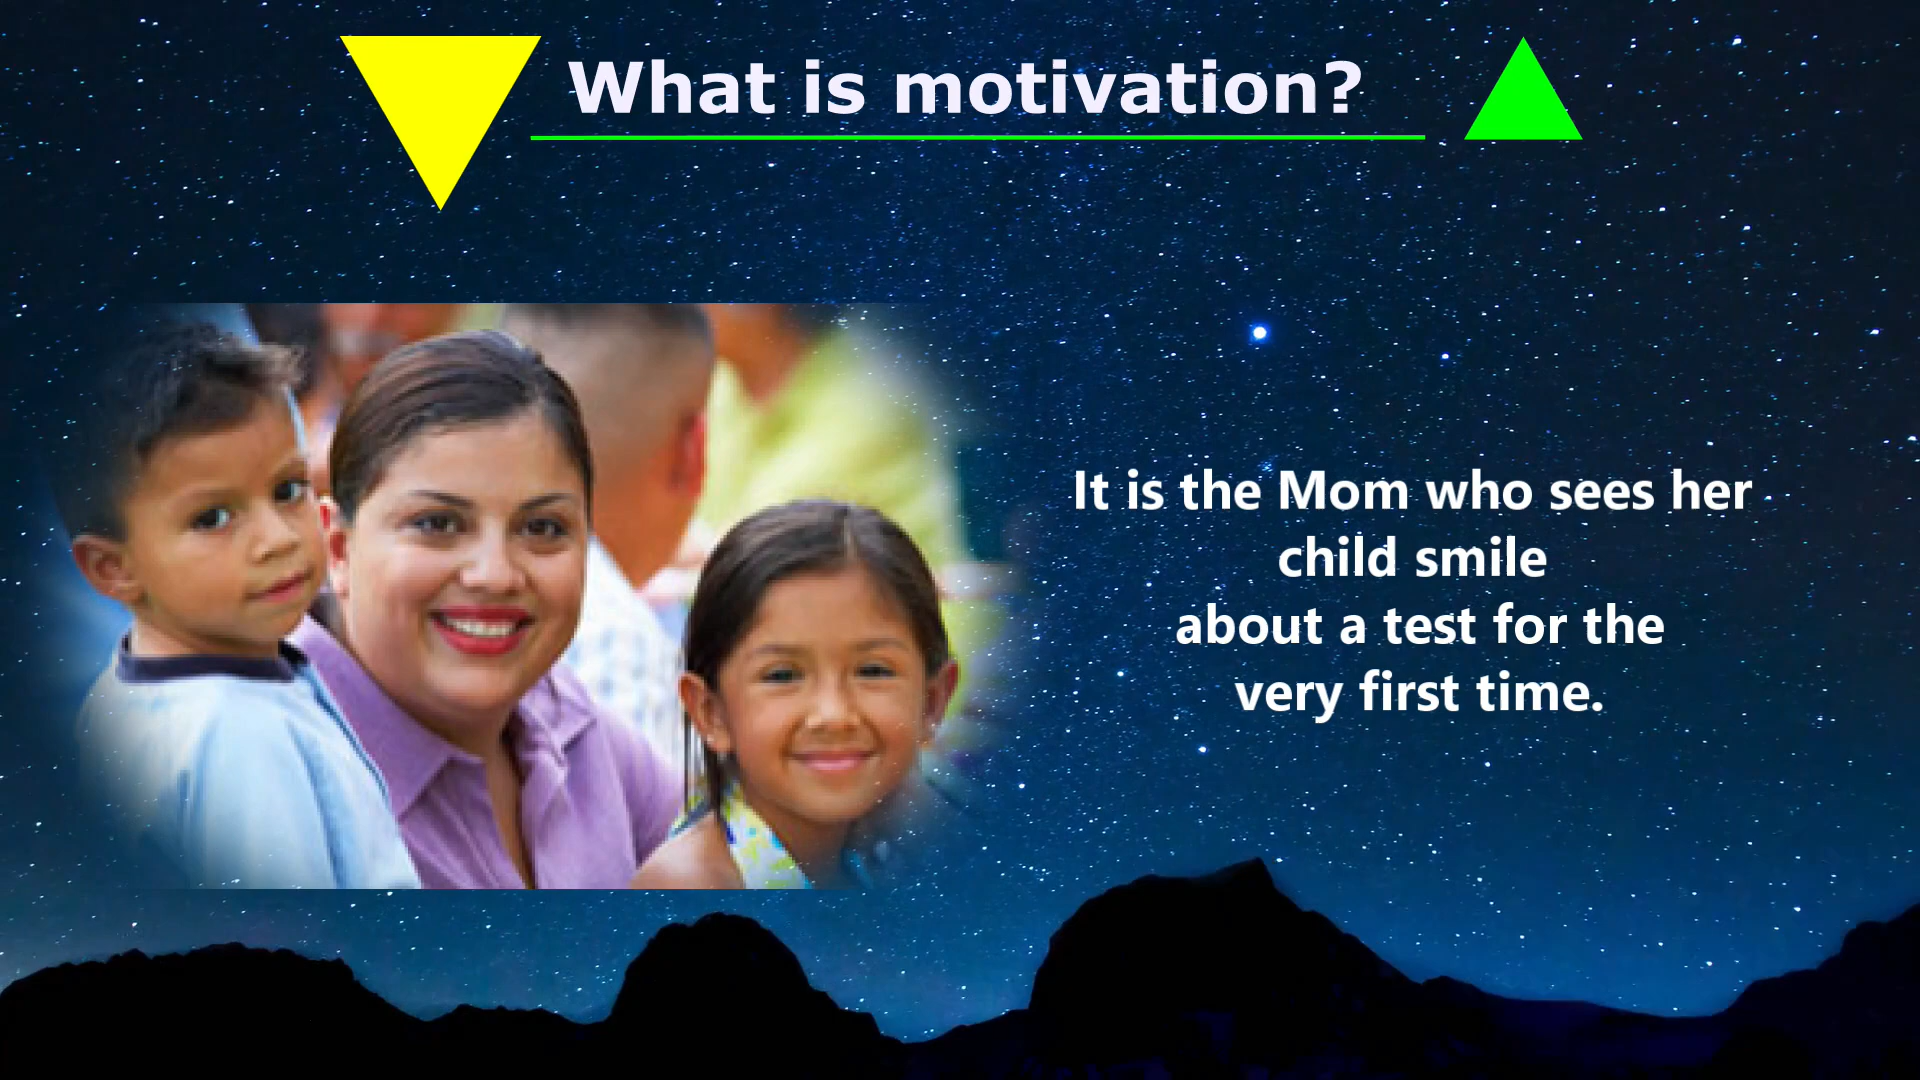 What is motivation?
It is the Mom who sees her
child smile
about a test for the
very first time.